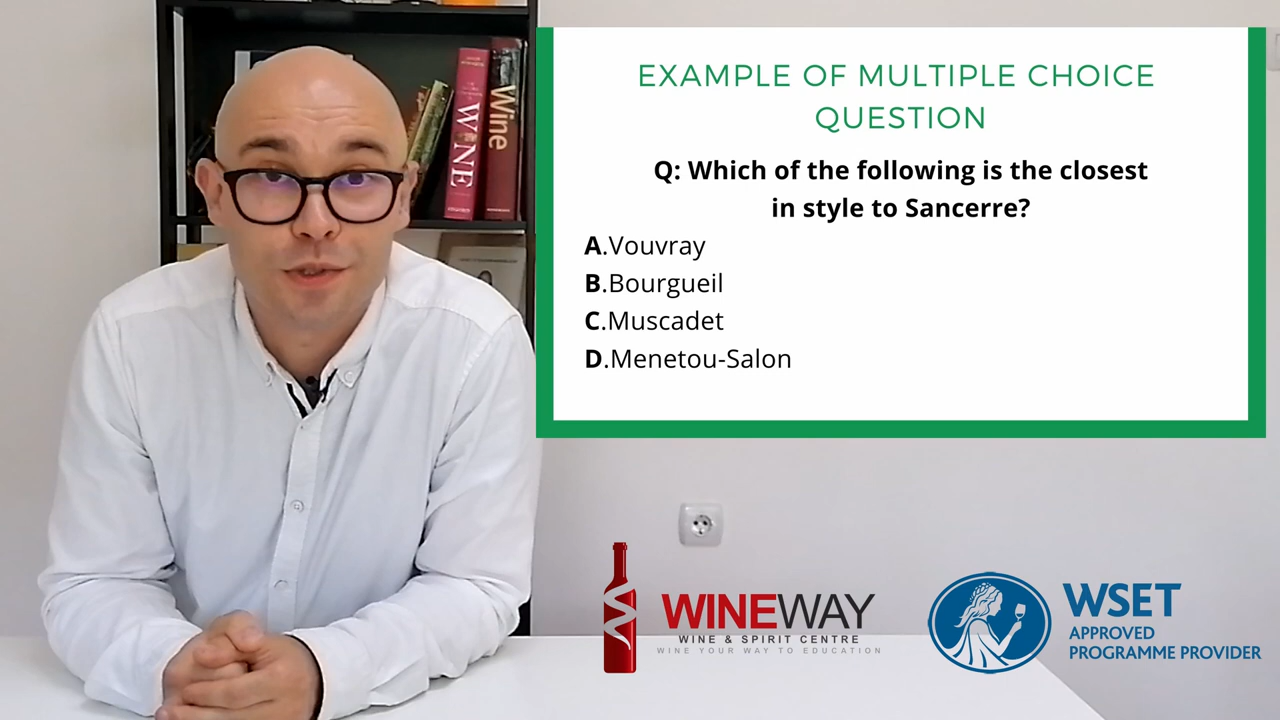 WINE
Wine
EXAMPLE OF MULTIPLE CHOICE
QUESTION
Q: Which of the following is the closest
in style to Sancerre?
A.Vouvray
B.Bourgueil
C.Muscadet
D.Menetou-Salon
WINEWAY
WINE & SPIRIT CENTRE
WINE YOUR WAY TO EDUCATION
WSET
APPROVED
PROGRAMME PROVIDER